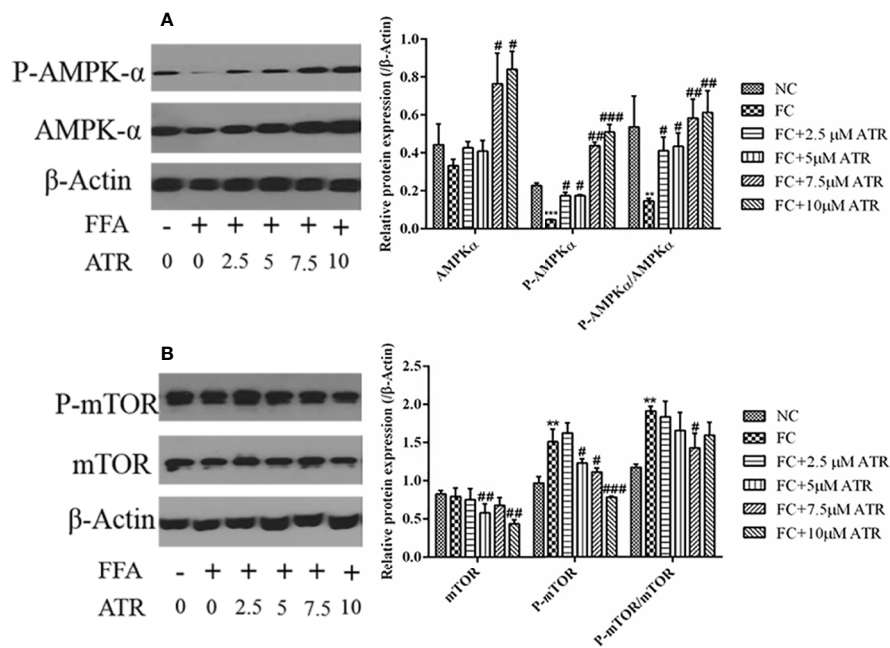 A
P-AMPK-α
AMPK-α
β-Actin
FFA - + + + + +
ATR 0 0 2.5 5 7.5 10
Relative protein expression (/β-Actin)
1.0
0.8
0.6
0.4
0.2
0.0
# #
*** # # ## ###
** # # ## ##
AMPKα
P-AMPKα
P-AMPKα/AMPKα
NC
FC
FC+2.5 μM ATR
FC+5μM ATR
FC+7.5μM ATR
FC+10μM ATR
B
P-mTOR
mTOR
β-Actin
FFA - + + + + +
ATR 0 0 2.5 5 7.5 10
Relative protein expression (/β-Actin)
2.5
2.0
1.5
1.0
0.5
0.0
## ##
** # # ###
** #
mTOR
P-mTOR
P-mTOR/mTOR
NC
FC
FC+2.5 μM ATR
FC+5μM ATR
FC+7.5μM ATR
FC+10μM ATR